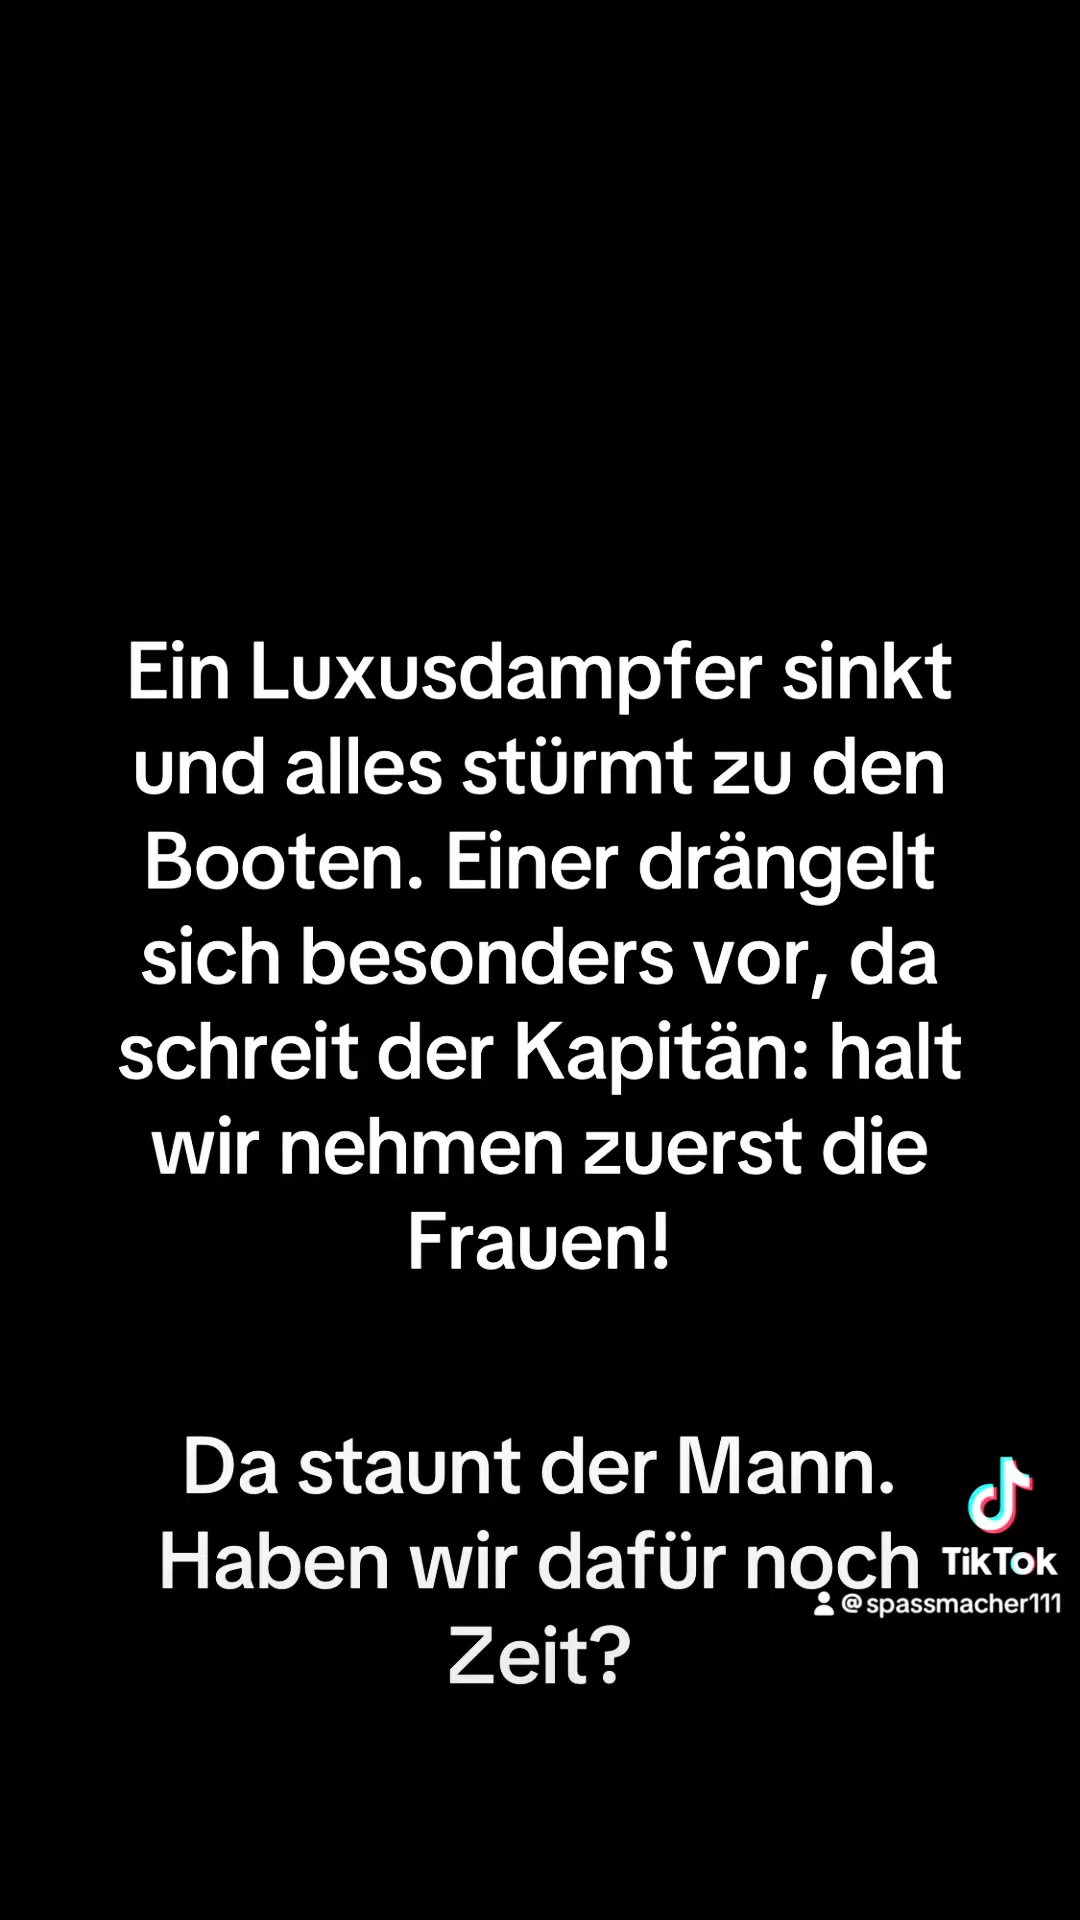 Ein Luxusdampfer sinkt
und alles stürmt zu den
Booten. Einer drängelt
sich besonders vor, da
schreit der Kapitän: halt
wir nehmen zuerst die
Frauen!
Da staunt der Mann.
Haben wir dafür noch
Zeit?
TikTok
@spassmacher111